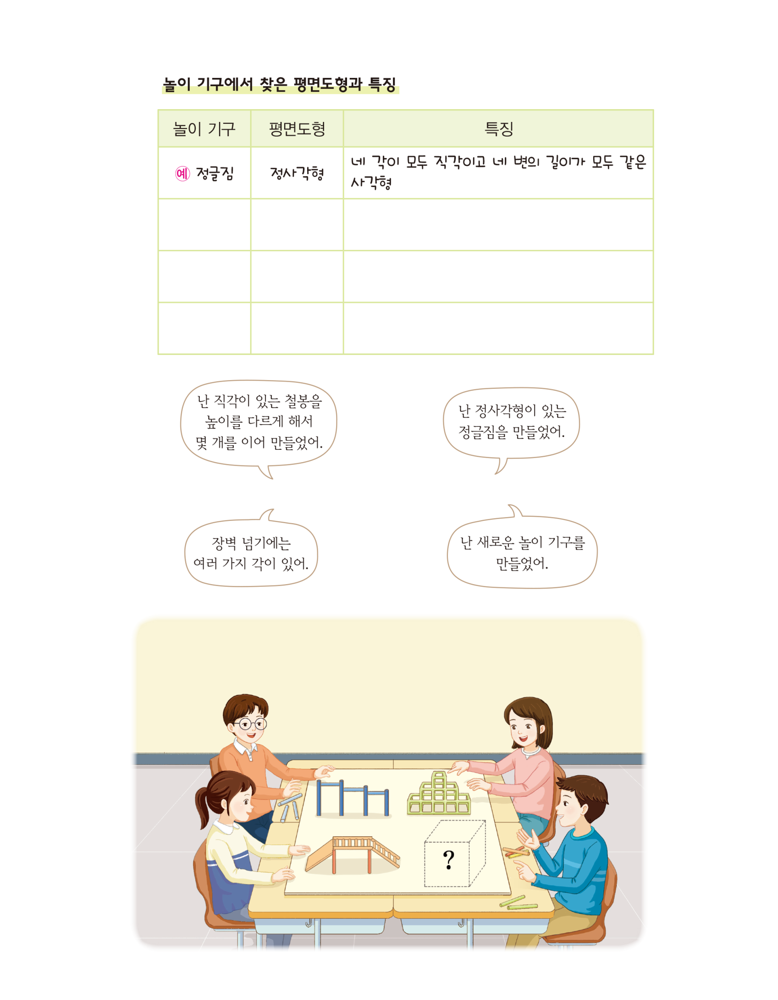 놀이 기구에서 찾은 평면도형과 특징
놀이 기구 평면도형 특징
예 정글짐 정사각형 네 각이 모두 직각이고 네 변의 길이가 모두 같은
사각형
난 직각이 있는 철봉을
높이를 다르게 해서
몇 개를 이어 만들었어.
난 정사각형이 있는
정글짐을 만들었어.
장벽 넘기에는
여러 가지 각이 있어.
난 새로운 놀이 기구를
만들었어.
?